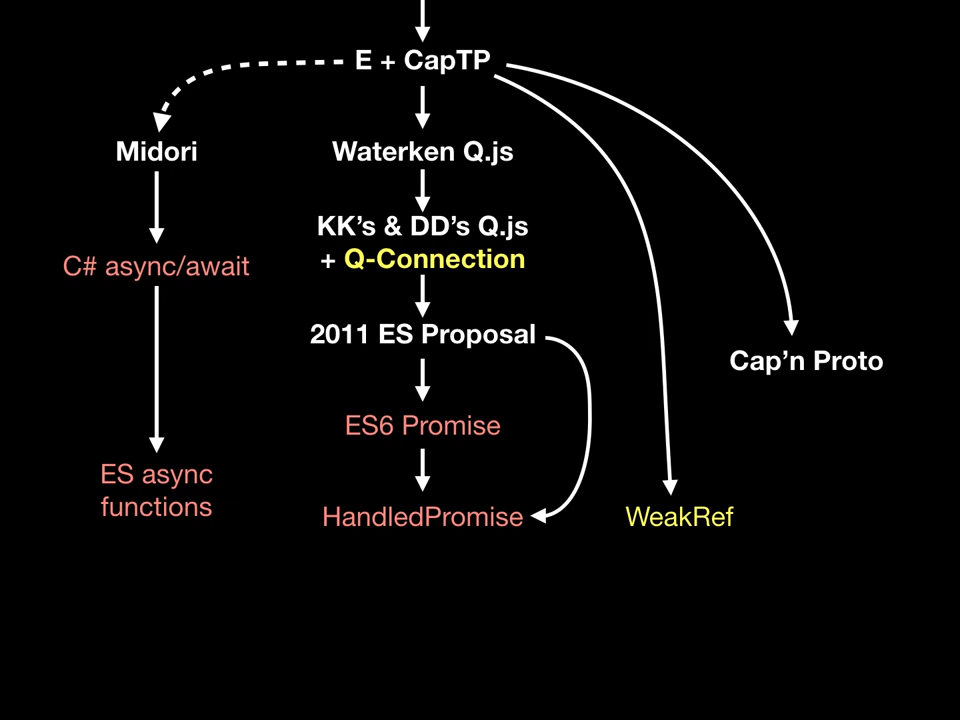 E + CapTP
Midori
Waterken Q.js
KK’s & DD’s Q.js
+ Q-Connection
C# async/await
2011 ES Proposal
Cap’n Proto
ES6 Promise
ES async
functions
HandledPromise
WeakRef